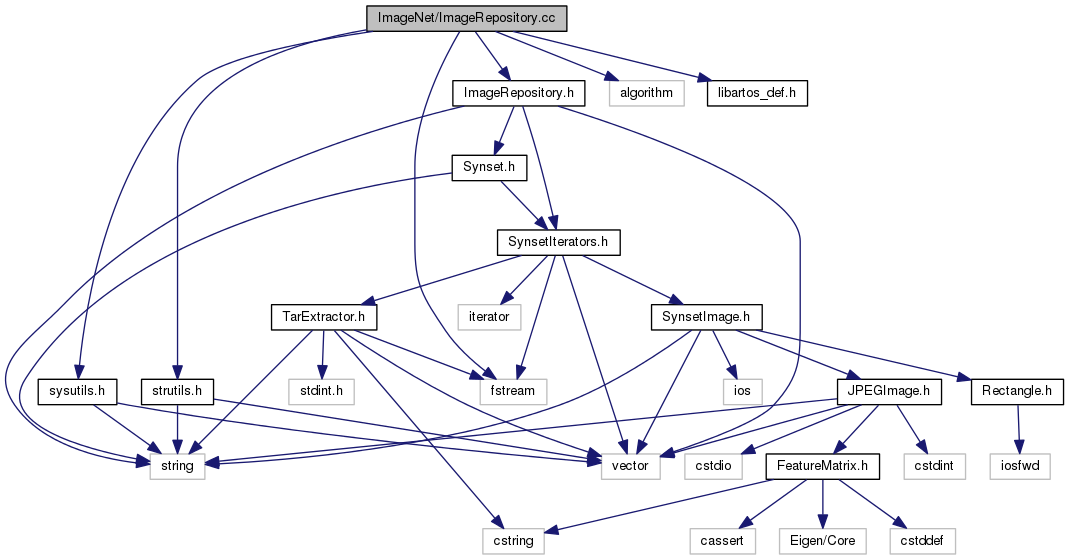 ImageNet/ImageRepository.cc
ImageRepository.h
algorithm
libartos_def.h
Synset.h
SynsetIterators.h
TarExtractor.h
iterator
SynsetImage.h
sysutils.h
strutils.h
stdint.h
fstream
ios
JPEGImage.h
Rectangle.h
string
vector
cstdio
FeatureMatrix.h
cstdint
iosfwd
cstring
cassert
Eigen/Core
cstddef